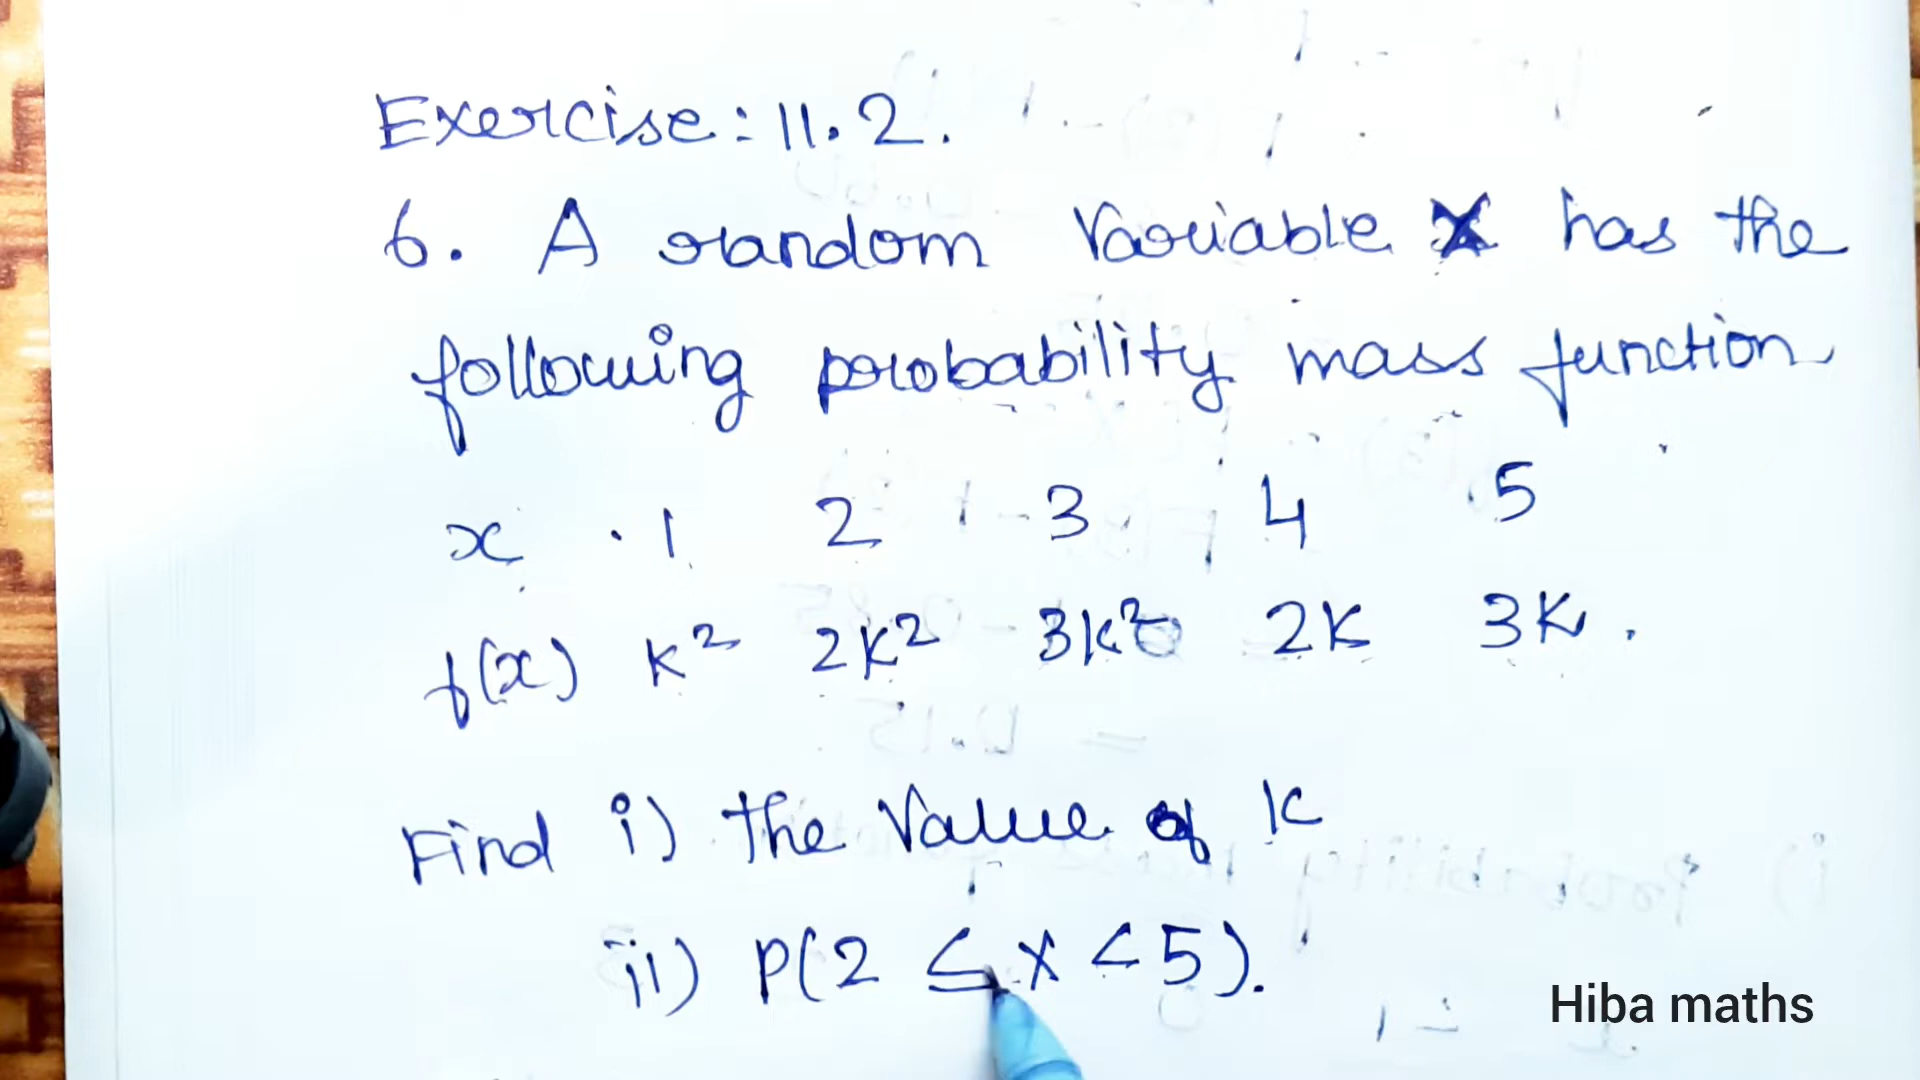 Exercise: 11.2.
6. A random Variable X has the
following probability mass function
x 1 2 3 4 5
f(x) k² 2k² 3k² 2k 3k.
Find i) the Value of k
ii) P(2 ≤ X < 5).
Hiba maths